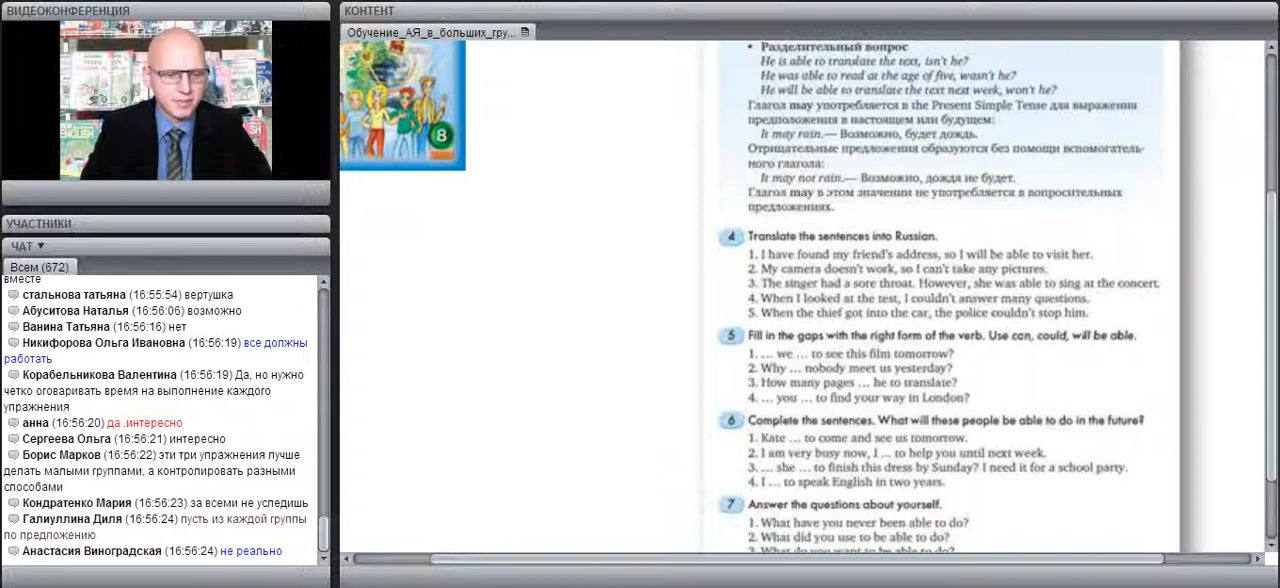 ВИДЕОКОНФЕРЕНЦИЯ
ENGLISH
SH
УЧАСТНИКИ
ЧАТ ▼
Всем (672)
вместе
стальнова татьяна (16:55:54) вертушка
Абуситова Наталья (16:56:06) возможно
Ванина Татьяна (16:56:16) нет
Никифорова Ольга Ивановна (16:56:19) все должны
работать
Корабельникова Валентина (16:56:19) Да, но нужно
четко оговаривать время на выполнение каждого
упражнения
анна (16:56:20) да .интересно
Сергеева Ольга (16:56:21) интересно
Борис Марков (16:56:22) эти три упражнения лучше
делать малыми группами, а контролировать разными
способами
Кондратенко Мария (16:56:23) за всеми не уследишь
Галиуллина Диля (16:56:24) пусть из каждой группы
по предложению
Анастасия Виноградская (16:56:24) не реально
КОНТЕНТ
Обучение_АЯ_в_больших_гру...
8
• Разделительный вопрос
He is able to translate the text, isn't he?
He was able to read at the age of five, wasn't he?
He will be able to translate the text next week, won't he?
Глагол may употребляется в the Present Simple Tense для выражения
предположения в настоящем или будущем:
It may rain.— Возможно, будет дождь.
Отрицательные предложения образуются без помощи вспомогатель-
ного глагола:
It may not rain.— Возможно, дождя не будет.
Глагол may в этом значении не употребляется в вопросительных
предложениях.
4 Translate the sentences into Russian.
1. I have found my friend's address, so I will be able to visit her.
2. My camera doesn't work, so I can't take any pictures.
3. The singer had a sore throat. However, she was able to sing at the concert.
4. When I looked at the test, I couldn't answer many questions.
5. When the thief got into the car, the police couldn't stop him.
5 Fill in the gaps with the right form of the verb. Use can, could, will be able.
1. ... we ... to see this film tomorrow?
2. Why ... nobody meet us yesterday?
3. How many pages ... he to translate?
4. ... you ... to find your way in London?
6 Complete the sentences. What will these people be able to do in the future?
1. Kate ... to come and see us tomorrow.
2. I am very busy now, I ... to help you until next week.
3. ... she ... to finish this dress by Sunday? I need it for a school party.
4. I ... to speak English in two years.
7 Answer the questions about yourself.
1. What have you never been able to do?
2. What did you use to be able to do?
3. What do you want to be able to do?